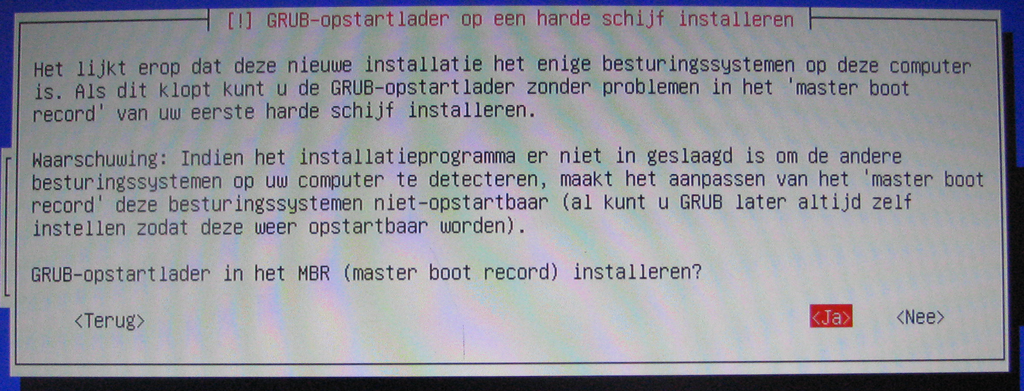 [!] GRUB-opstartlader op een harde schijf installeren
Het lijkt erop dat deze nieuwe installatie het enige besturingssystemen op deze computer
is. Als dit klopt kunt u de GRUB-opstartlader zonder problemen in het 'master boot
record' van uw eerste harde schijf installeren.
Waarschuwing: Indien het installatieprogramma er niet in geslaagd is om de andere
besturingssystemen op uw computer te detecteren, maakt het aanpassen van het 'master boot
record' deze besturingssystemen niet-opstartbaar (al kunt u GRUB later altijd zelf
instellen zodat deze weer opstartbaar worden).
GRUB-opstartlader in het MBR (master boot record) installeren?
<Terug> <Ja> <Nee>